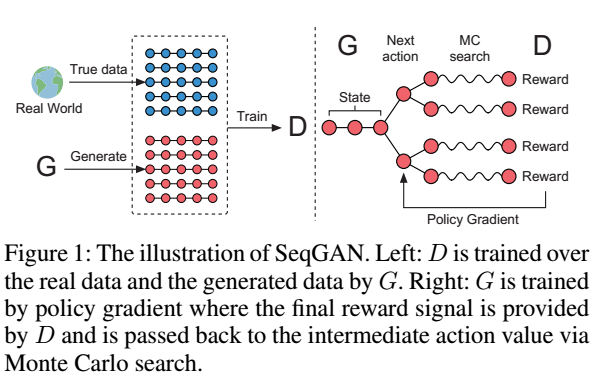 True data
Real World
G
Generate
Train
D
G
Next
action
MC
search
D
State
Reward
Reward
Reward
Reward
Policy Gradient
Figure 1: The illustration of SeqGAN. Left: D is trained over
the real data and the generated data by G. Right: G is trained
by policy gradient where the final reward signal is provided
by D and is passed back to the intermediate action value via
Monte Carlo search.